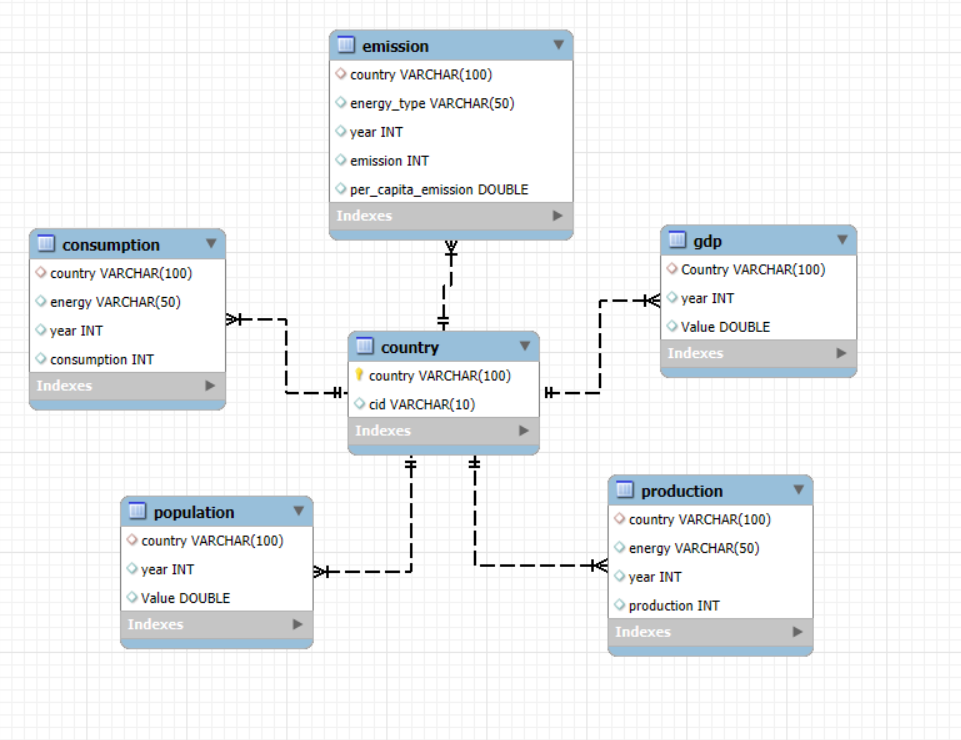 emission
country VARCHAR(100)
energy_type VARCHAR(50)
year INT
emission INT
per_capita_emission DOUBLE
Indexes
consumption
country VARCHAR(100)
energy VARCHAR(50)
year INT
consumption INT
Indexes
gdp
Country VARCHAR(100)
year INT
Value DOUBLE
Indexes
country
country VARCHAR(100)
cid VARCHAR(10)
Indexes
population
country VARCHAR(100)
year INT
Value DOUBLE
Indexes
production
country VARCHAR(100)
energy VARCHAR(50)
year INT
production INT
Indexes